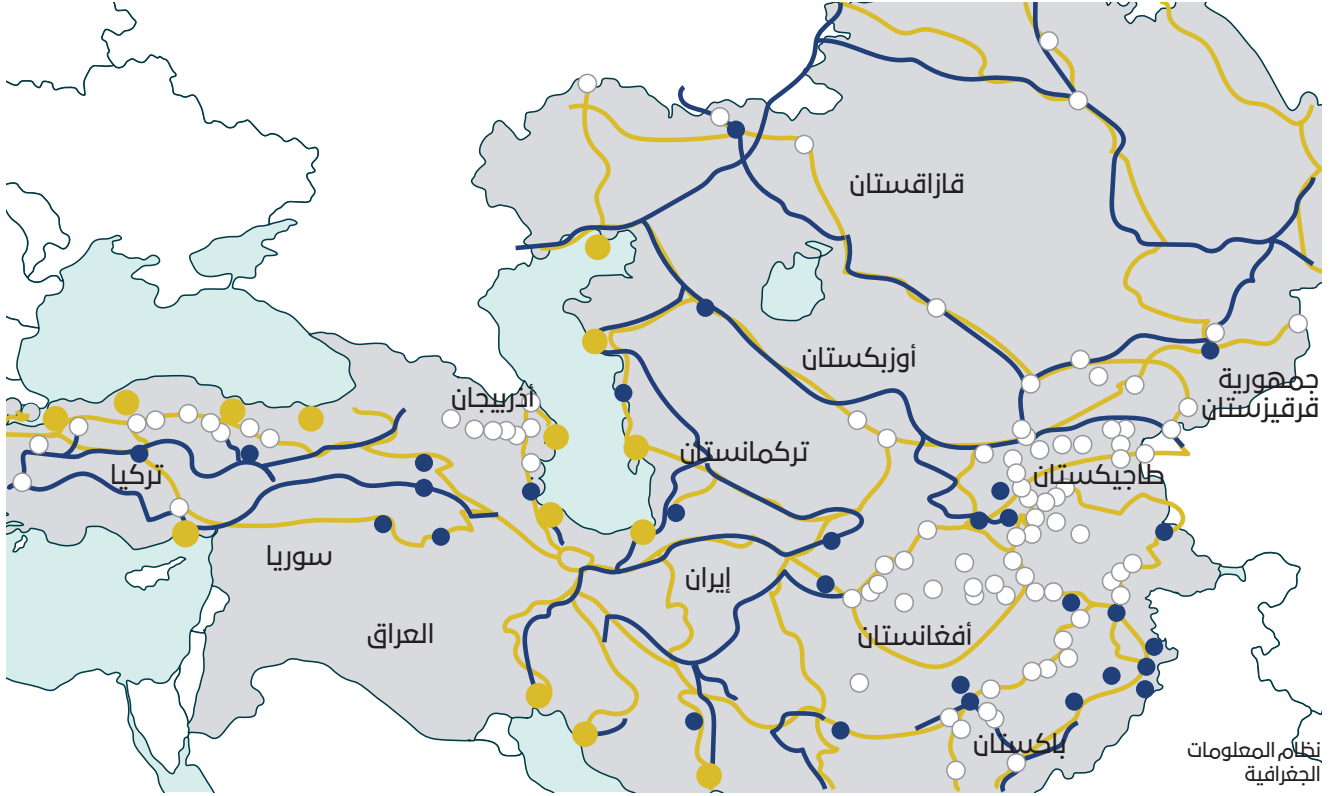 قازاقستان
أوزبكستان
جمهورية
قرقيزستان
أذربيجان
تركمانستان
طاجيكستان
تركيا
سوريا
إيران
العراق
أفغانستان
باكستان
نظام المعلومات
الجغرافية